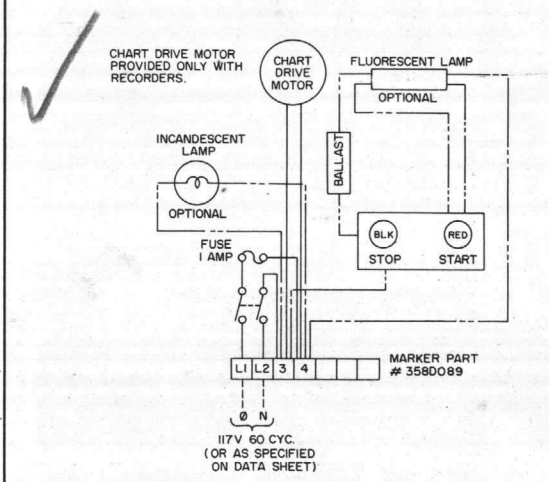 CHART DRIVE MOTOR
PROVIDED ONLY WITH
RECORDERS.
CHART
DRIVE
MOTOR
FLUORESCENT LAMP
OPTIONAL
INCANDESCENT
LAMP
OPTIONAL
BALLAST
BLK
RED
STOP
START
FUSE
1 AMP
L1
L2
3
4
MARKER PART
# 358D089
Ø
N
117V 60 CYC.
(OR AS SPECIFIED
ON DATA SHEET)